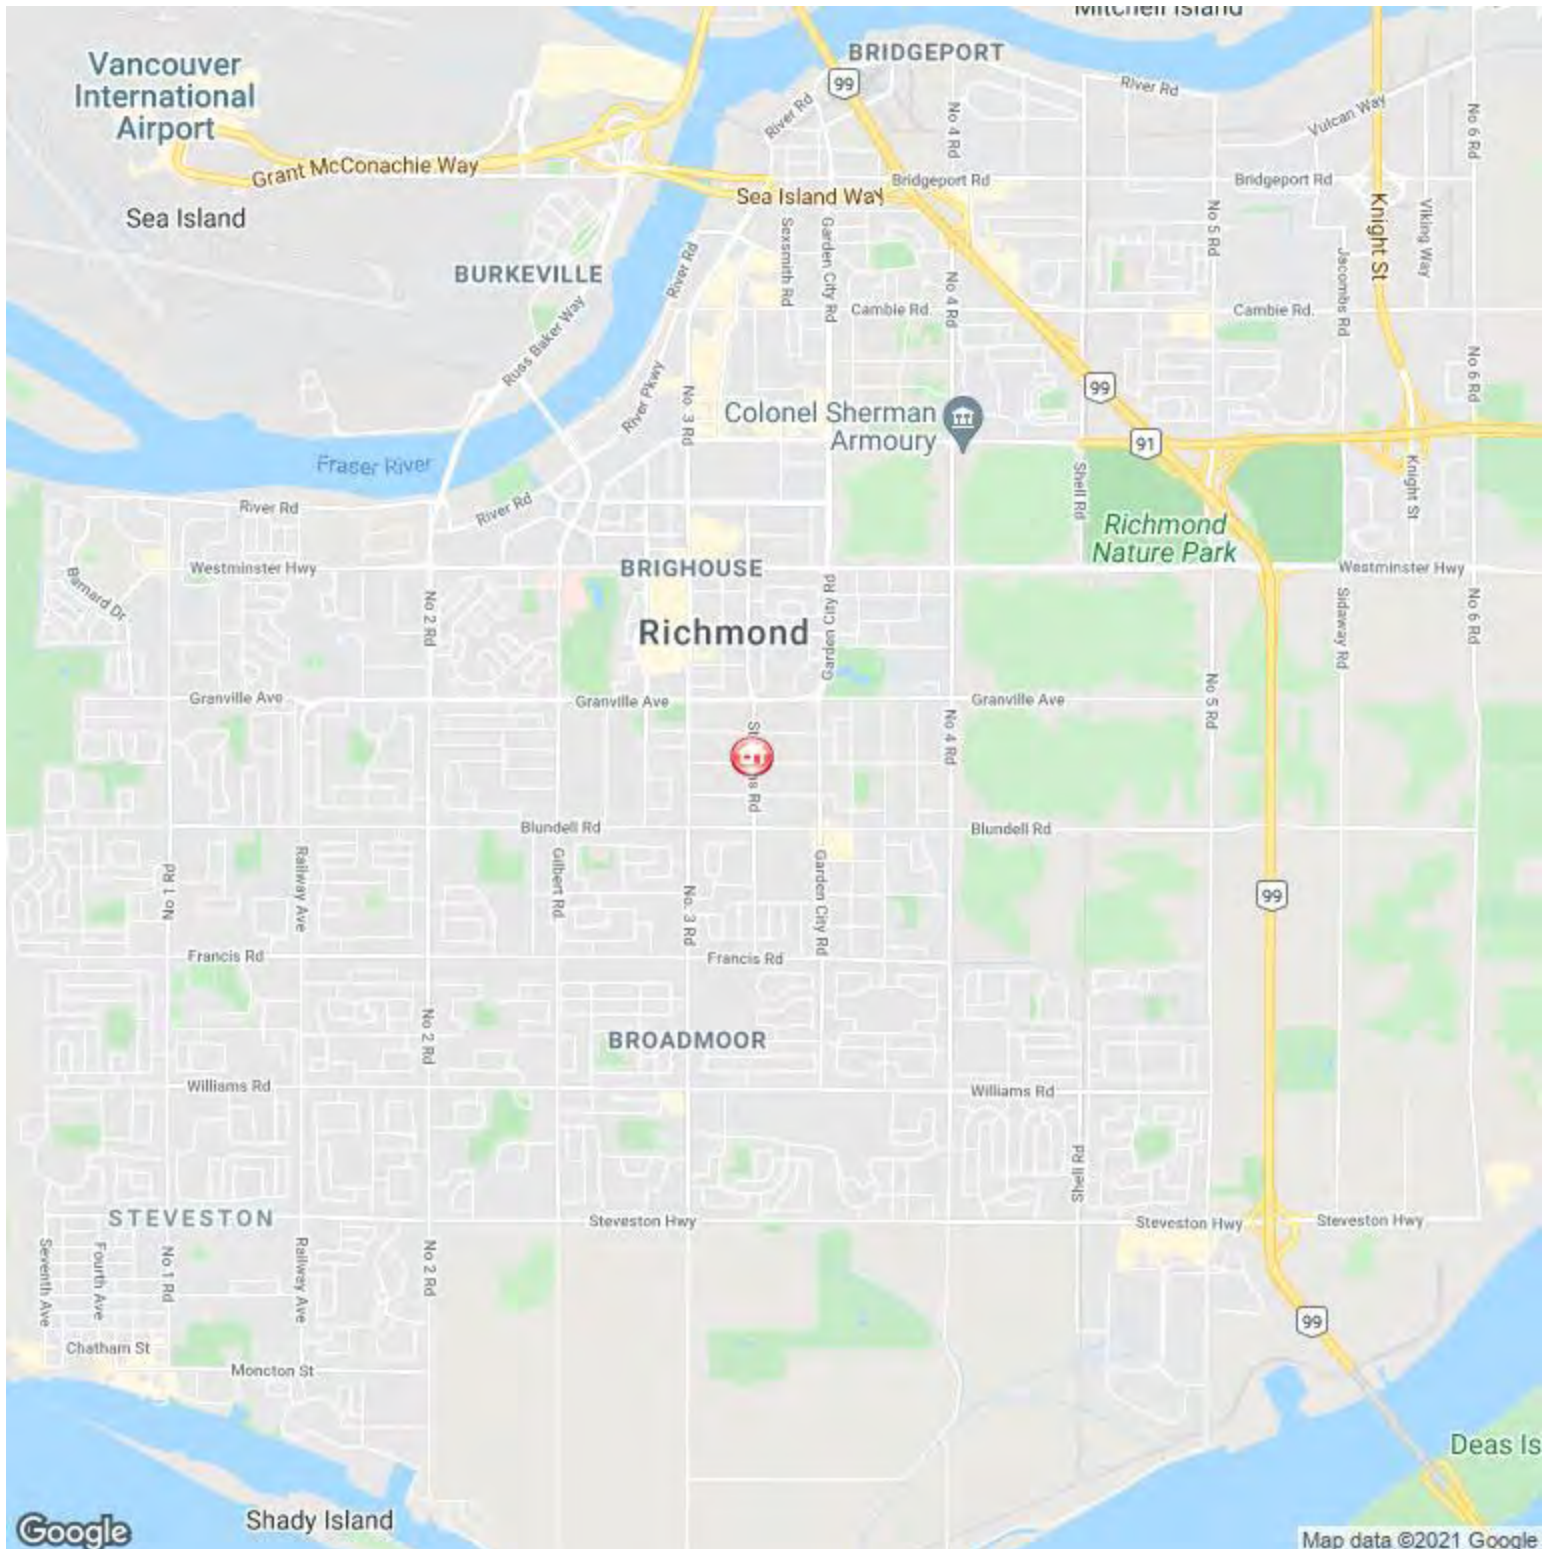 Mitchell Island
BRIDGEPORT
Vancouver
International
Airport
99
River Rd
River Rd
Vulcan Way
No 4 Rd
No 6 Rd
Grant McConachie Way
Bridgeport Rd
Bridgeport Rd
Sea Island Way
Sea Island
Knight St
Viking Way
No 5 Rd
Sexsmith Rd
Garden City Rd
River Rd
BURKEVILLE
Jacombs Rd
No 4 Rd
Cambie Rd.
Cambie Rd.
Russ Baker Way
River Pkwy
No. 3 Rd
99
No 6 Rd
Colonel Sherman
Armoury
91
Fraser River
Shell Rd
Knight St
River Rd
River Rd
Richmond
Nature Park
BRIGHOUSE
Westminster Hwy
Westminster Hwy
Barnard Dr
No 2 Rd
Garden City Rd
Richmond
Sidaway Rd
No 6 Rd
Granville Ave
Granville Ave
Granville Ave
No 5 Rd
No 4 Rd
St
ns Rd
Blundell Rd
Blundell Rd
No 1 Rd
Railway Ave
Gilbert Rd.
No. 3 Rd
Garden City Rd
99
Francis Rd
Francis Rd
No 2 Rd
BROADMOOR
Williams Rd
Williams Rd
Shell Rd
STEVESTON
Steveston Hwy
Steveston Hwy
Steveston Hwy
Seventh Ave
Fourth Ave
No 1 Rd
Railway Ave
No 2 Rd
99
Chatham St
Moncton St
Deas Is
Shady Island
Google
Map data ©2021 Google